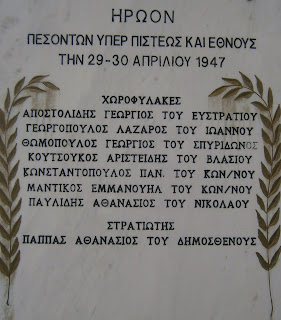 ΗΡΩΟΝ
ΠΕΣΟΝΤΩΝ ΥΠΕΡ ΠΙΣΤΕΩΣ ΚΑΙ ΕΘΝΟΥΣ
ΤΗΝ 29-30 ΑΠΡΙΛΙΟΥ 1947
ΧΩΡΟΦΥΛΑΚΕΣ
ΑΠΟΣΤΟΛΙΔΗΣ ΓΕΩΡΓΙΟΣ ΤΟΥ ΕΥΣΤΡΑΤΙΟΥ
ΓΕΩΡΓΟΠΟΥΛΟΣ ΛΑΖΑΡΟΣ ΤΟΥ ΙΩΑΝΝΟΥ
ΘΩΜΟΠΟΥΛΟΣ ΓΕΩΡΓΙΟΣ ΤΟΥ ΣΠΥΡΙΔΩΝΟΣ
ΚΟΥΤΣΟΥΚΟΣ ΑΡΙΣΤΕΙΔΗΣ ΤΟΥ ΒΛΑΣΙΟΥ
ΚΩΝΣΤΑΝΤΟΠΟΥΛΟΣ ΠΑΝ. ΤΟΥ ΚΩΝ/ΝΟΥ
ΜΑΝΤΙΚΟΣ ΕΜΜΑΝΟΥΗΛ ΤΟΥ ΚΩΝ/ΝΟΥ
ΠΑΥΛΙΔΗΣ ΑΘΑΝΑΣΙΟΣ ΤΟΥ ΝΙΚΟΛΑΟΥ
ΣΤΡΑΤΙΩΤΗΣ
ΠΑΠΠΑΣ ΑΘΑΝΑΣΙΟΣ ΤΟΥ ΔΗΜΟΣΘΕΝΟΥΣ